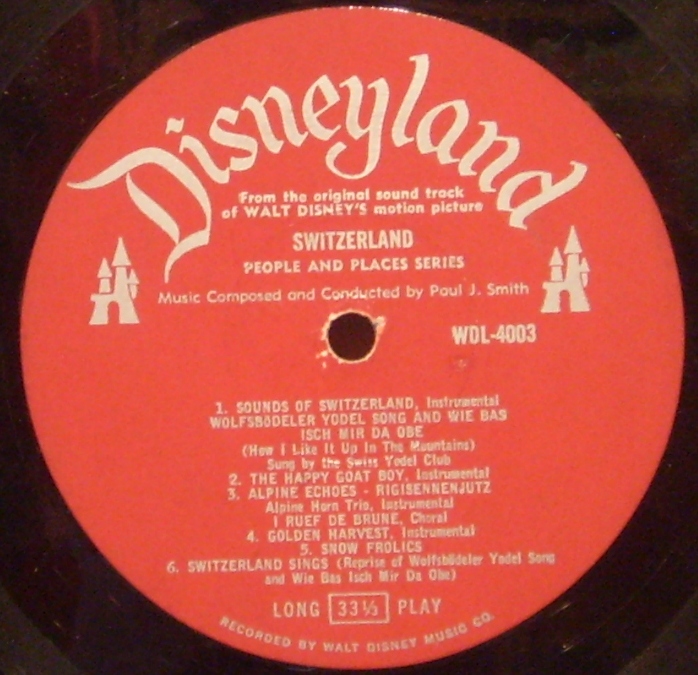 Disneyland
From the original sound track
of WALT DISNEY'S motion picture
SWITZERLAND
PEOPLE AND PLACES SERIES
Music Composed and Conducted by Paul J. Smith
WDL-4003
1. SOUNDS OF SWITZERLAND, Instrumental
WOLFSBÖDELER YODEL SONG AND WIE BAS
ISCH MIR DA OBE
(How I Like It Up In The Mountains)
Sung by the Swiss Yodel Club
2. THE HAPPY GOAT BOY, Instrumental
3. ALPINE ECHOES - RIGISENNENJUTZ
Alpine Horn Trio, Instrumental
I RUEF DE BRUNE, Choral
4. GOLDEN HARVEST, Instrumental
5. SNOW FROLICS
6. SWITZERLAND SINGS (Reprise of Wolfsbödeler Yodel Song
and Wie Bas Isch Mir Da Obe)
LONG 33⅓ PLAY
RECORDED BY WALT DISNEY MUSIC CO.